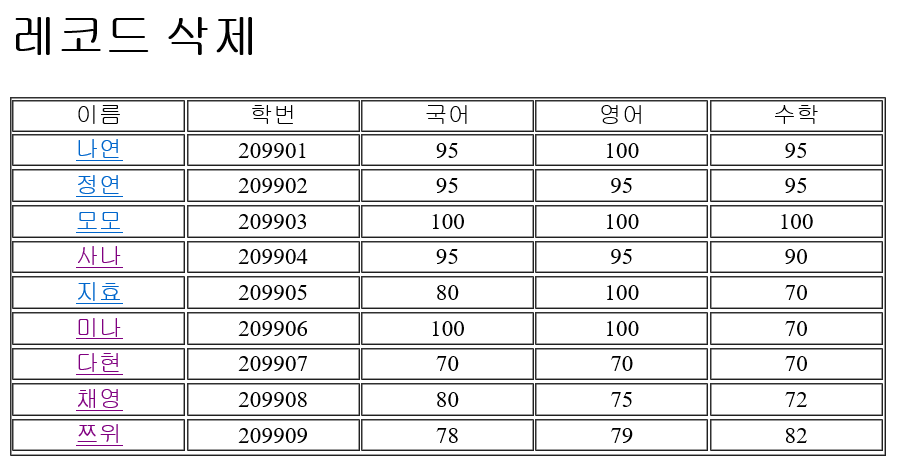 레코드 삭제
이름 학번 국어 영어 수학
나연 209901 95 100 95
정연 209902 95 95 95
모모 209903 100 100 100
사나 209904 95 95 90
지효 209905 80 100 70
미나 209906 100 100 70
다현 209907 70 70 70
채영 209908 80 75 72
쯔위 209909 78 79 82